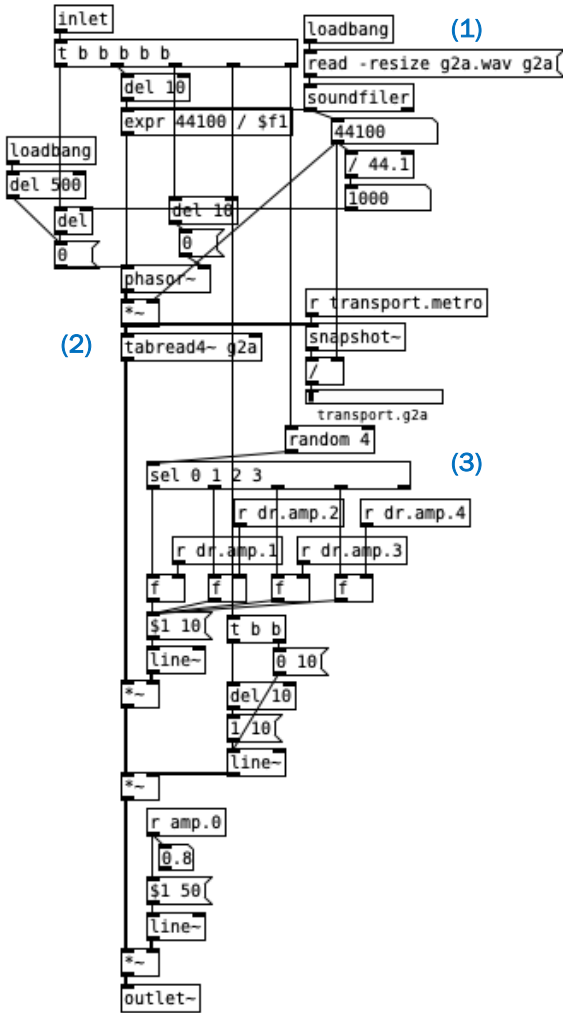 inlet
loadbang
(1)
t b b b b b
read -resize g2a.wav g2a
del 10
soundfiler
expr 44100 / $f1
44100
loadbang
/ 44.1
del 500
1000
del
del 10
0
0
phasor~
*~
r transport.metro
(2)
tabread4~ g2a
snapshot~
/
transport.g2a
random 4
sel 0 1 2 3
(3)
r dr.amp.2
r dr.amp.4
r dr.amp.1
r dr.amp.3
f
f
f
f
$1 10
t b b
line~
0 10
*~
del 10
1 10
line~
*~
r amp.0
0.8
$1 50
line~
*~
outlet~